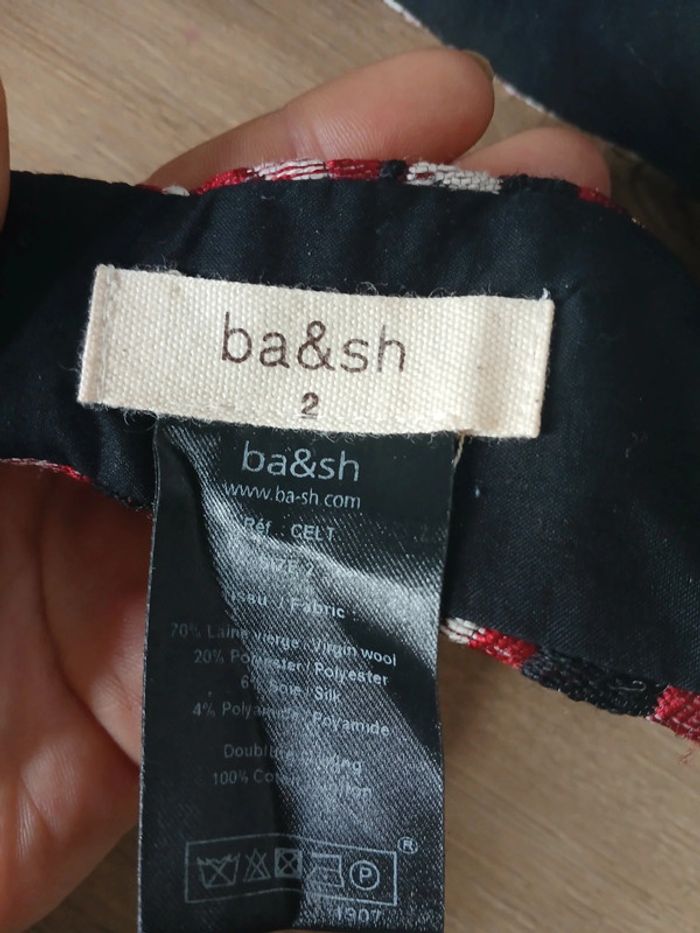 ba&sh
2
ba&sh
www.ba-sh.com
Réf CELT
SIZE 2
/ Fabric :
70% Laine vierge / Virgin wool
20% Polyester / Polyester
6% Soie / Silk
4% Polyamide / Polyamide
Doublure / Lining
100% Coton / Cotton
P
®
1907